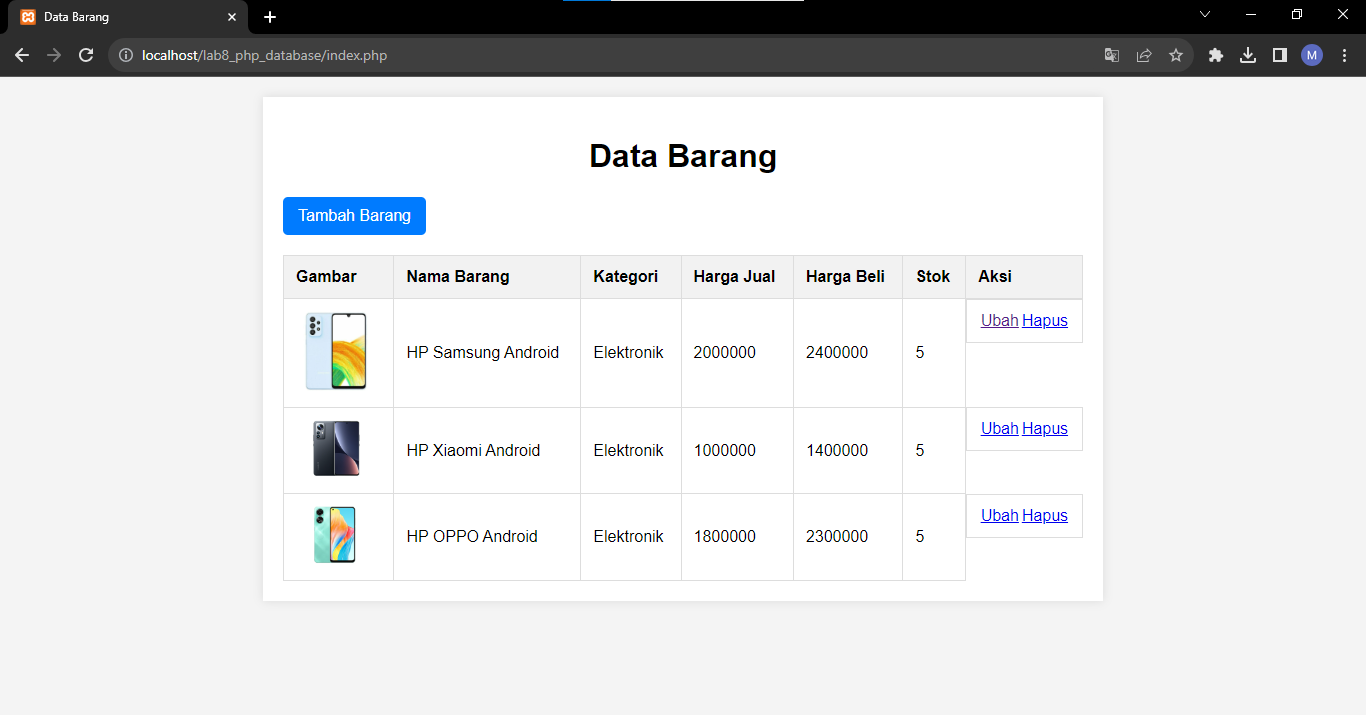 Data Barang
localhost/lab8_php_database/index.php
M
Data Barang
Tambah Barang
Gambar Nama Barang Kategori Harga Jual Harga Beli Stok Aksi
HP Samsung Android Elektronik 2000000 2400000 5 Ubah Hapus
HP Xiaomi Android Elektronik 1000000 1400000 5 Ubah Hapus
HP OPPO Android Elektronik 1800000 2300000 5 Ubah Hapus